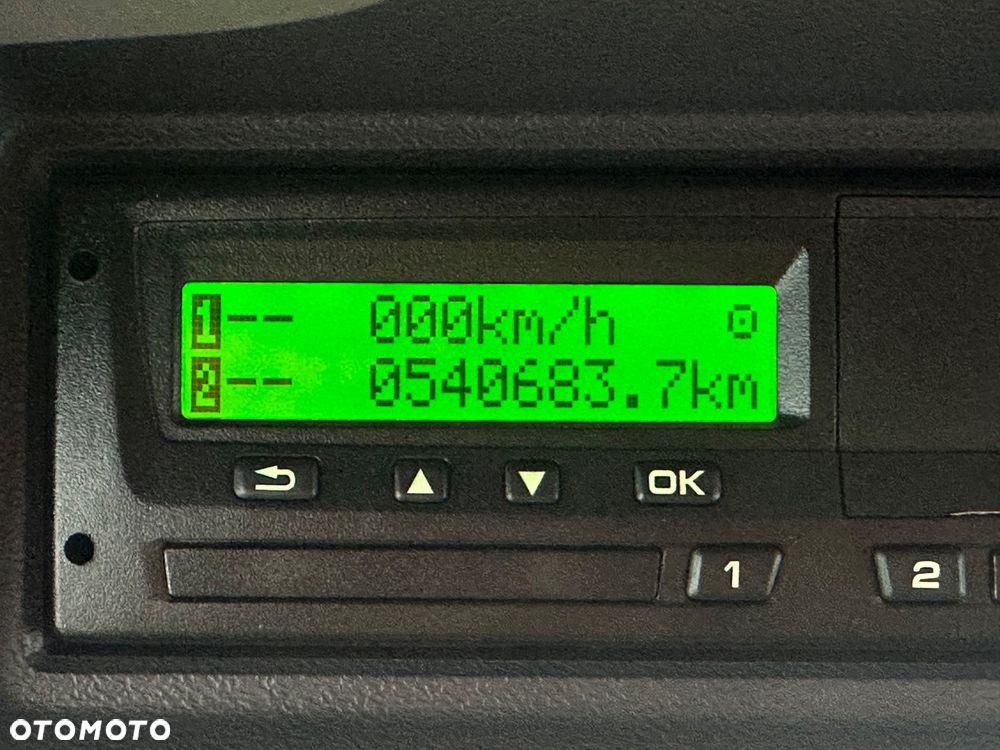 1-- 000km/h
2-- 0540683.7km
OK
1 2
OTOMOTO